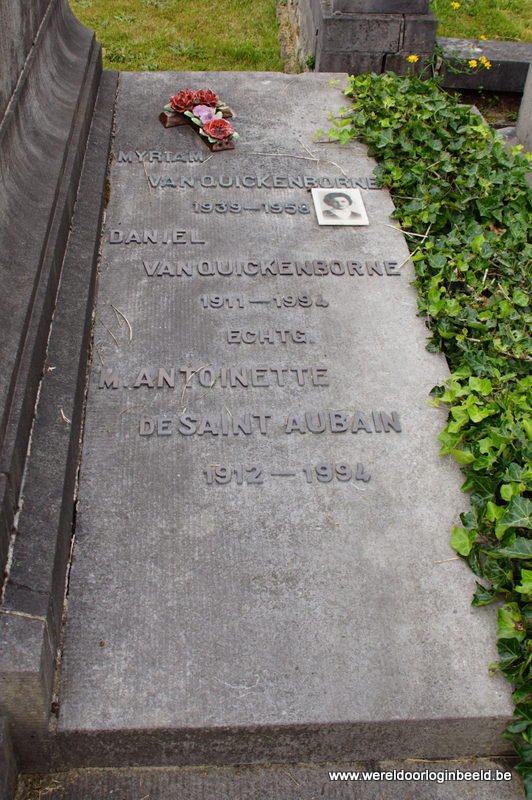 MYRIAM
VAN QUICKENBORNE
1939—1958
DANIEL
VAN QUICKENBORNE
1911—1994
ECHTG.
M. ANTOINETTE
DE SAINT AUBAIN
1912—1994
www.wereldoorloginbeeld.be